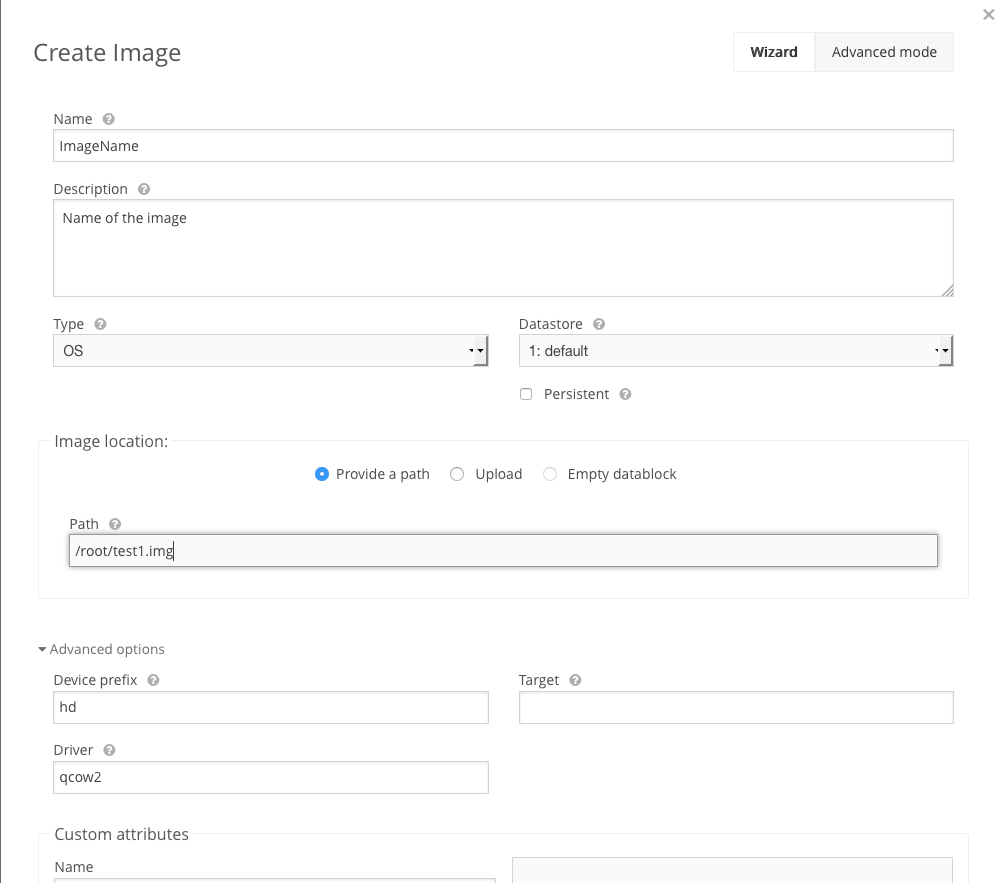 Create Image
Wizard
Advanced mode
Name
ImageName
Description
Name of the image
Type
Datastore
OS
1: default
Persistent
Image location:
Provide a path
Upload
Empty datablock
Path
/root/test1.img
Advanced options
Device prefix
Target
hd
Driver
qcow2
Custom attributes
Name